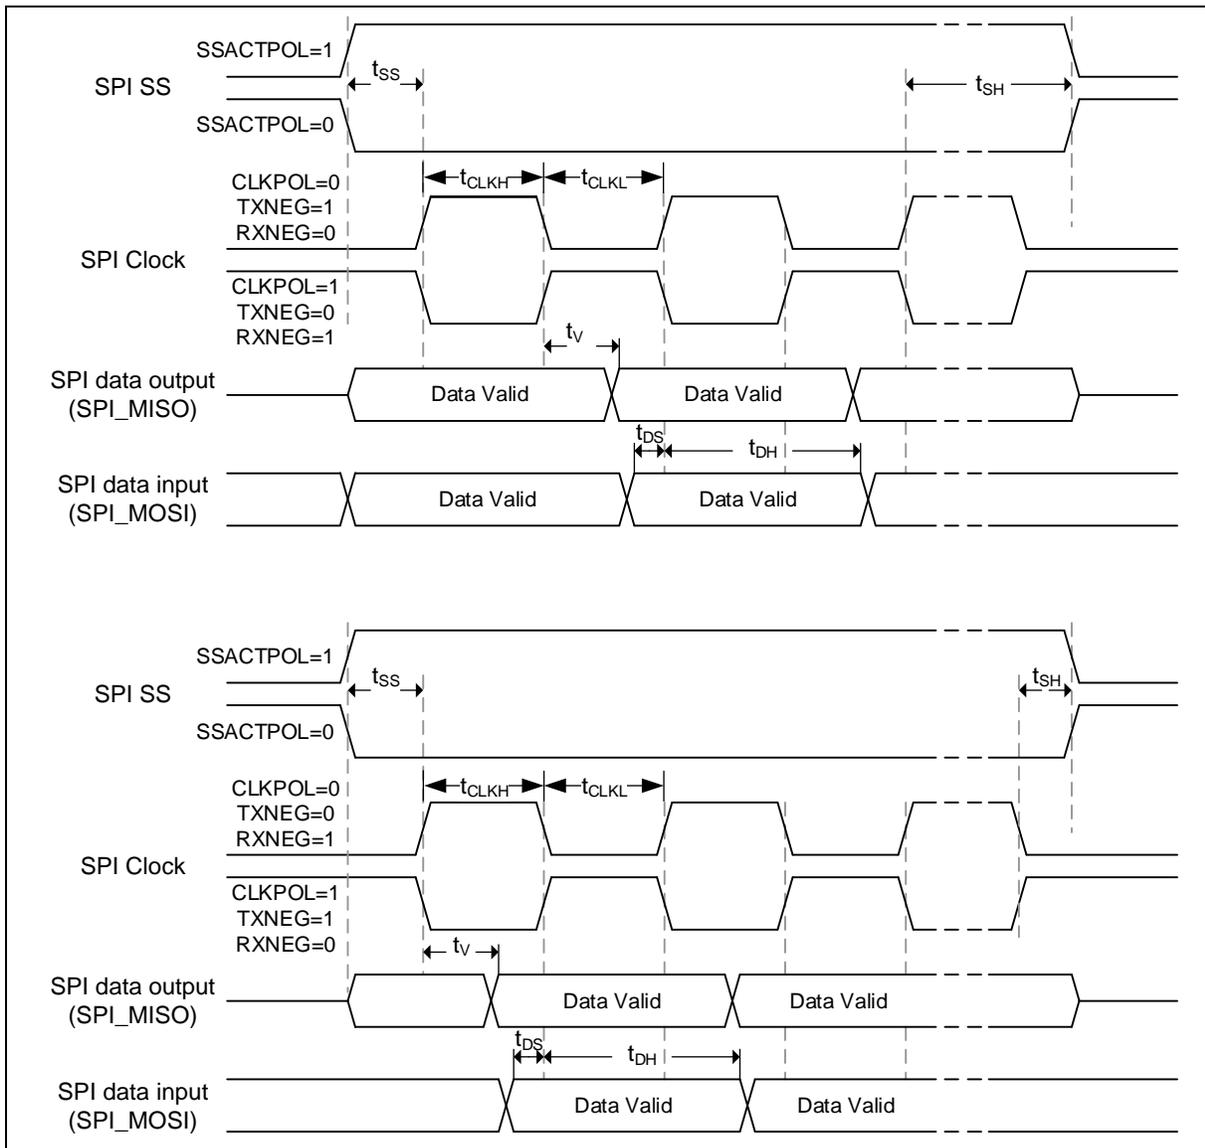 SSACTPOL=1
SPI SS
tSS
tSH
SSACTPOL=0
CLKPOL=0
TXNEG=1
RXNEG=0
tCLKH
tCLKL
SPI Clock
CLKPOL=1
TXNEG=0
RXNEG=1
tV
SPI data output
(SPI_MISO)
Data Valid
Data Valid
tDS
tDH
SPI data input
(SPI_MOSI)
Data Valid
Data Valid
SSACTPOL=1
SPI SS
tSS
tSH
SSACTPOL=0
CLKPOL=0
TXNEG=0
RXNEG=1
tCLKH
tCLKL
SPI Clock
CLKPOL=1
TXNEG=1
RXNEG=0
tV
SPI data output
(SPI_MISO)
Data Valid
Data Valid
tDS
tDH
SPI data input
(SPI_MOSI)
Data Valid
Data Valid